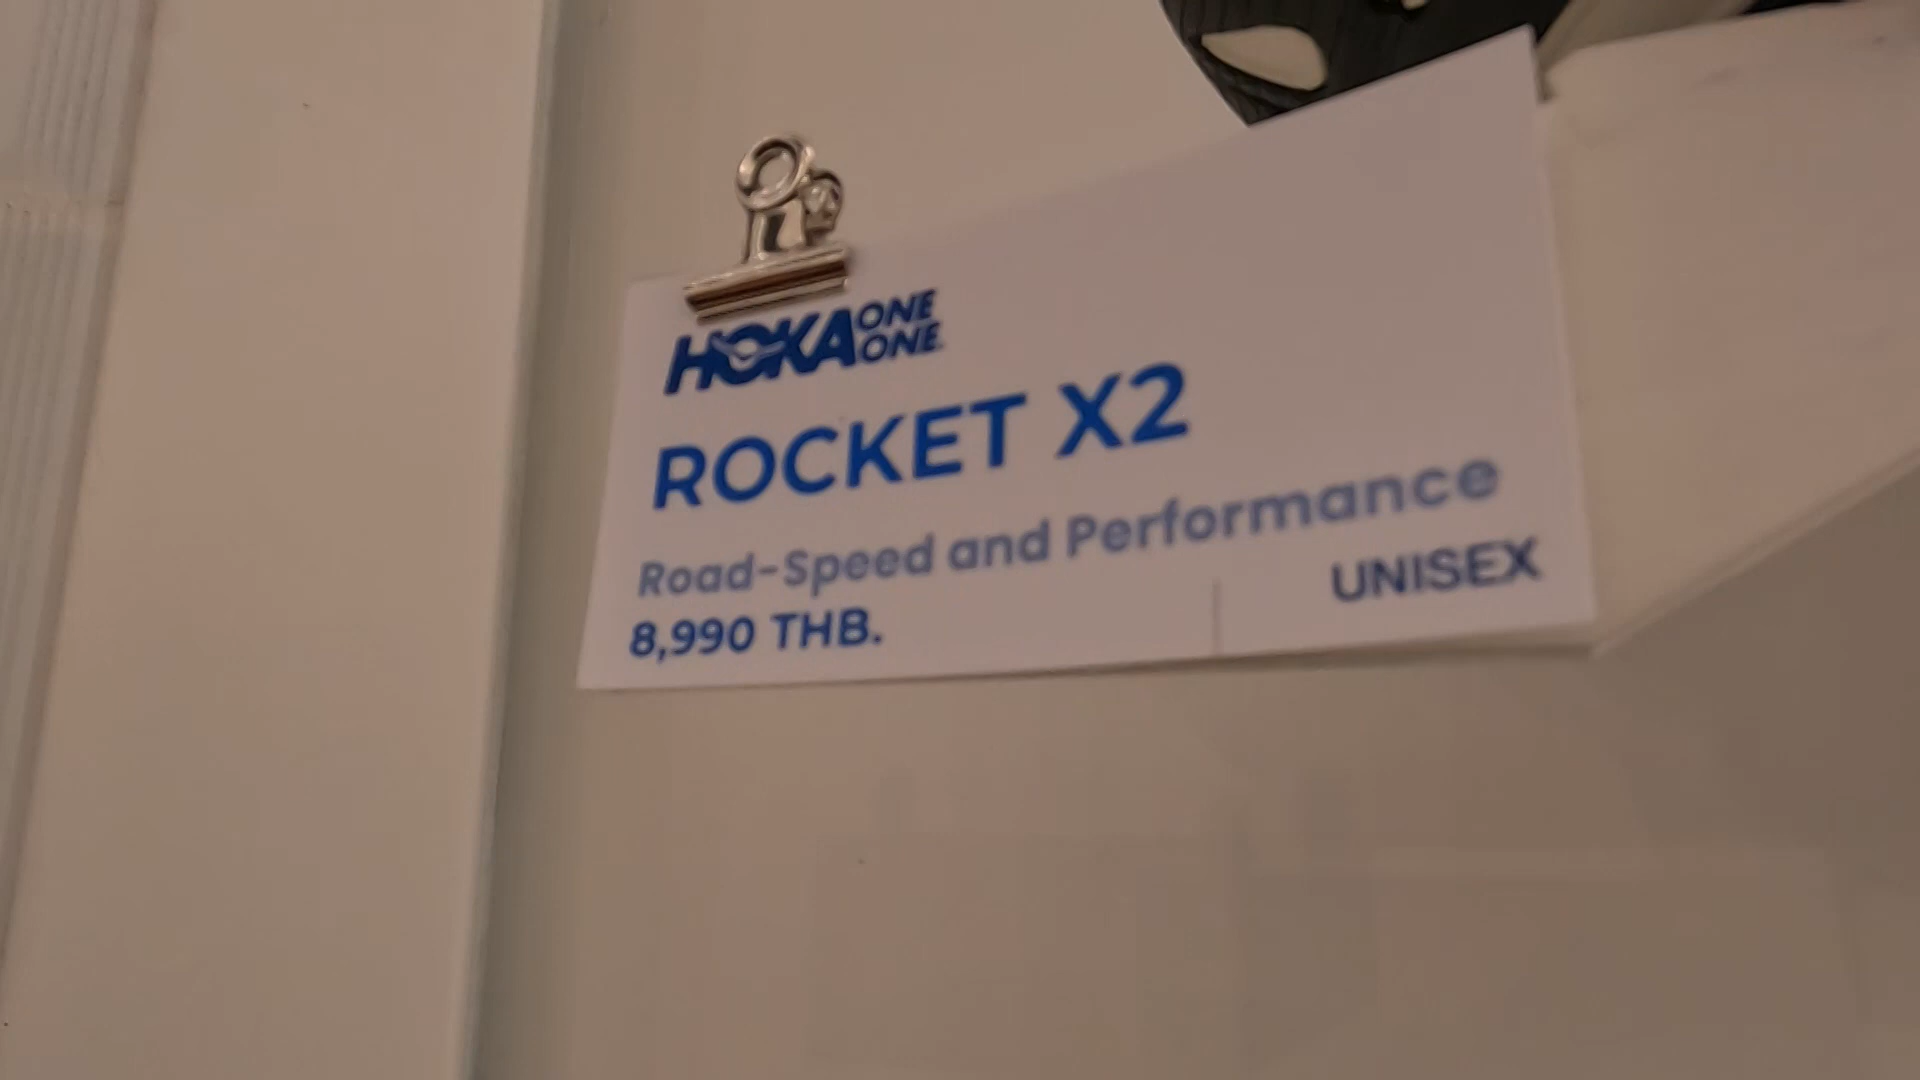 HOKA ONE ONE
ROCKET X2
Road-Speed and Performance
8,990 THB.
UNISEX